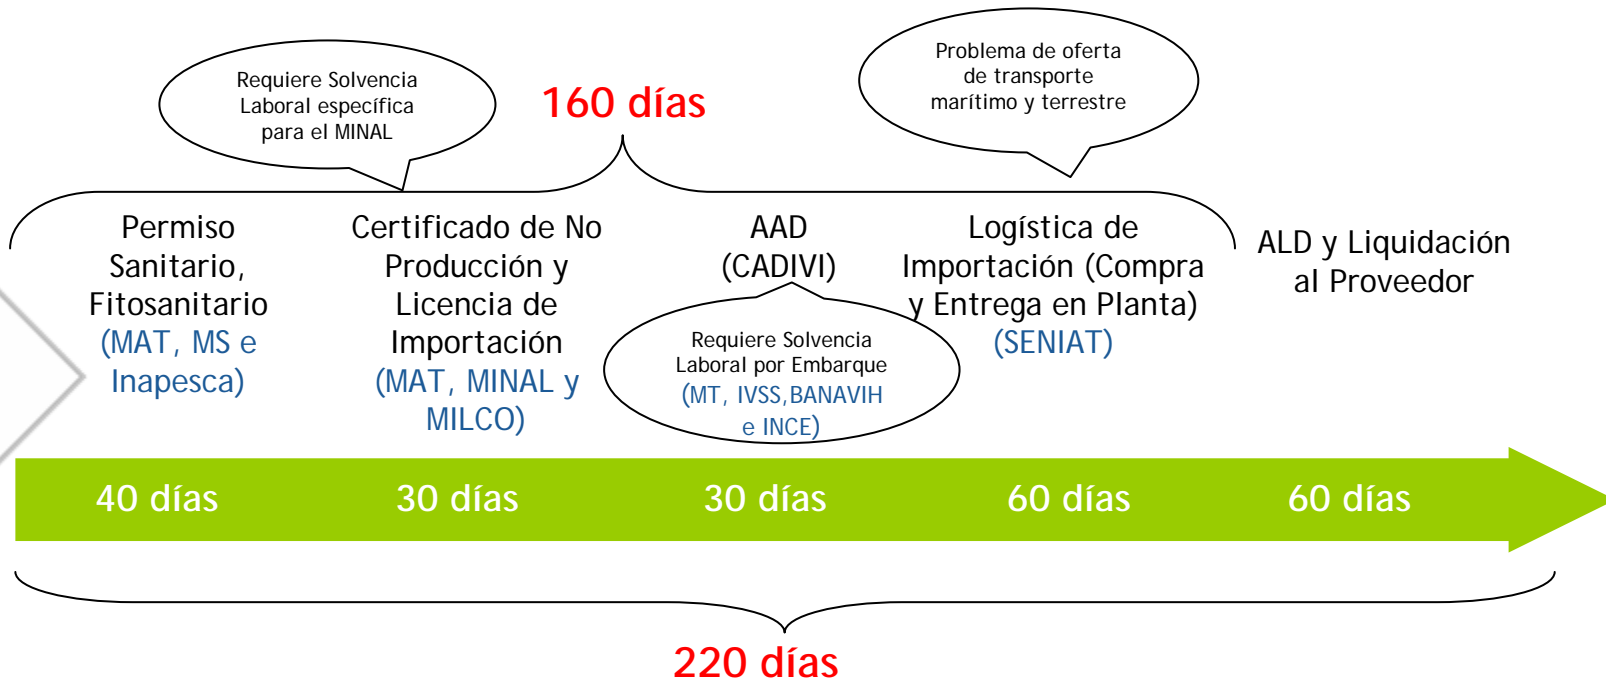 Requiere Solvencia
Laboral específica
para el MINAL
160 días
Problema de oferta
de transporte
marítimo y terrestre
Permiso
Sanitario,
Fitosanitario
(MAT, MS e
Inapesca)
Certificado de No
Producción y
Licencia de
Importación
(MAT, MINAL y
MILCO)
AAD
(CADIVI)
Requiere Solvencia
Laboral por Embarque
(MT, IVSS,BANAVIH
e INCE)
Logística de
Importación (Compra
y Entrega en Planta)
(SENIAT)
ALD y Liquidación
al Proveedor
40 días
30 días
30 días
60 días
60 días
220 días